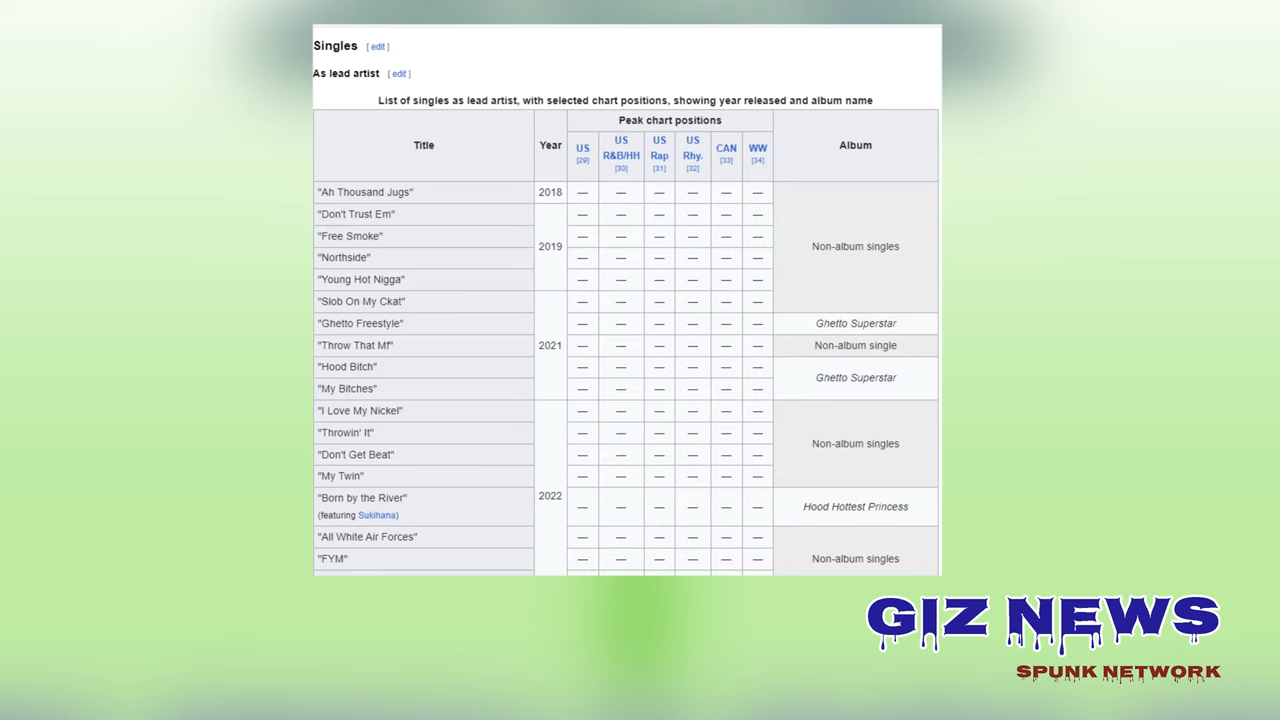 Singles [ edit ]
As lead artist [ edit ]
List of singles as lead artist, with selected chart positions, showing year released and album name
Title Year Peak chart positions Album
US [29] US R&B/HH [30] US Rap [31] US Rhy. [32] CAN [33] WW [34]
"Ah Thousand Jugs" 2018 — — — — — — Non-album singles
"Don't Trust Em" 2019 — — — — — —
"Free Smoke" — — — — — —
"Northside" — — — — — —
"Young Hot Nigga" — — — — — —
"Slob On My Ckat" 2021 — — — — — —
"Ghetto Freestyle" — — — — — — Ghetto Superstar
"Throw That Mf" — — — — — — Non-album single
"Hood Bitch" — — — — — — Ghetto Superstar
"My Bitches" — — — — — —
"I Love My Nickel" 2022 — — — — — — Non-album singles
"Throwin' It" — — — — — —
"Don't Get Beat" — — — — — —
"My Twin" — — — — — —
"Born by the River" — — — — — — Hood Hottest Princess
(featuring Sukihana)
"All White Air Forces" — — — — — — Non-album singles
"FYM" — — — — — —
GIZ NEWS
SPUNK NETWORK